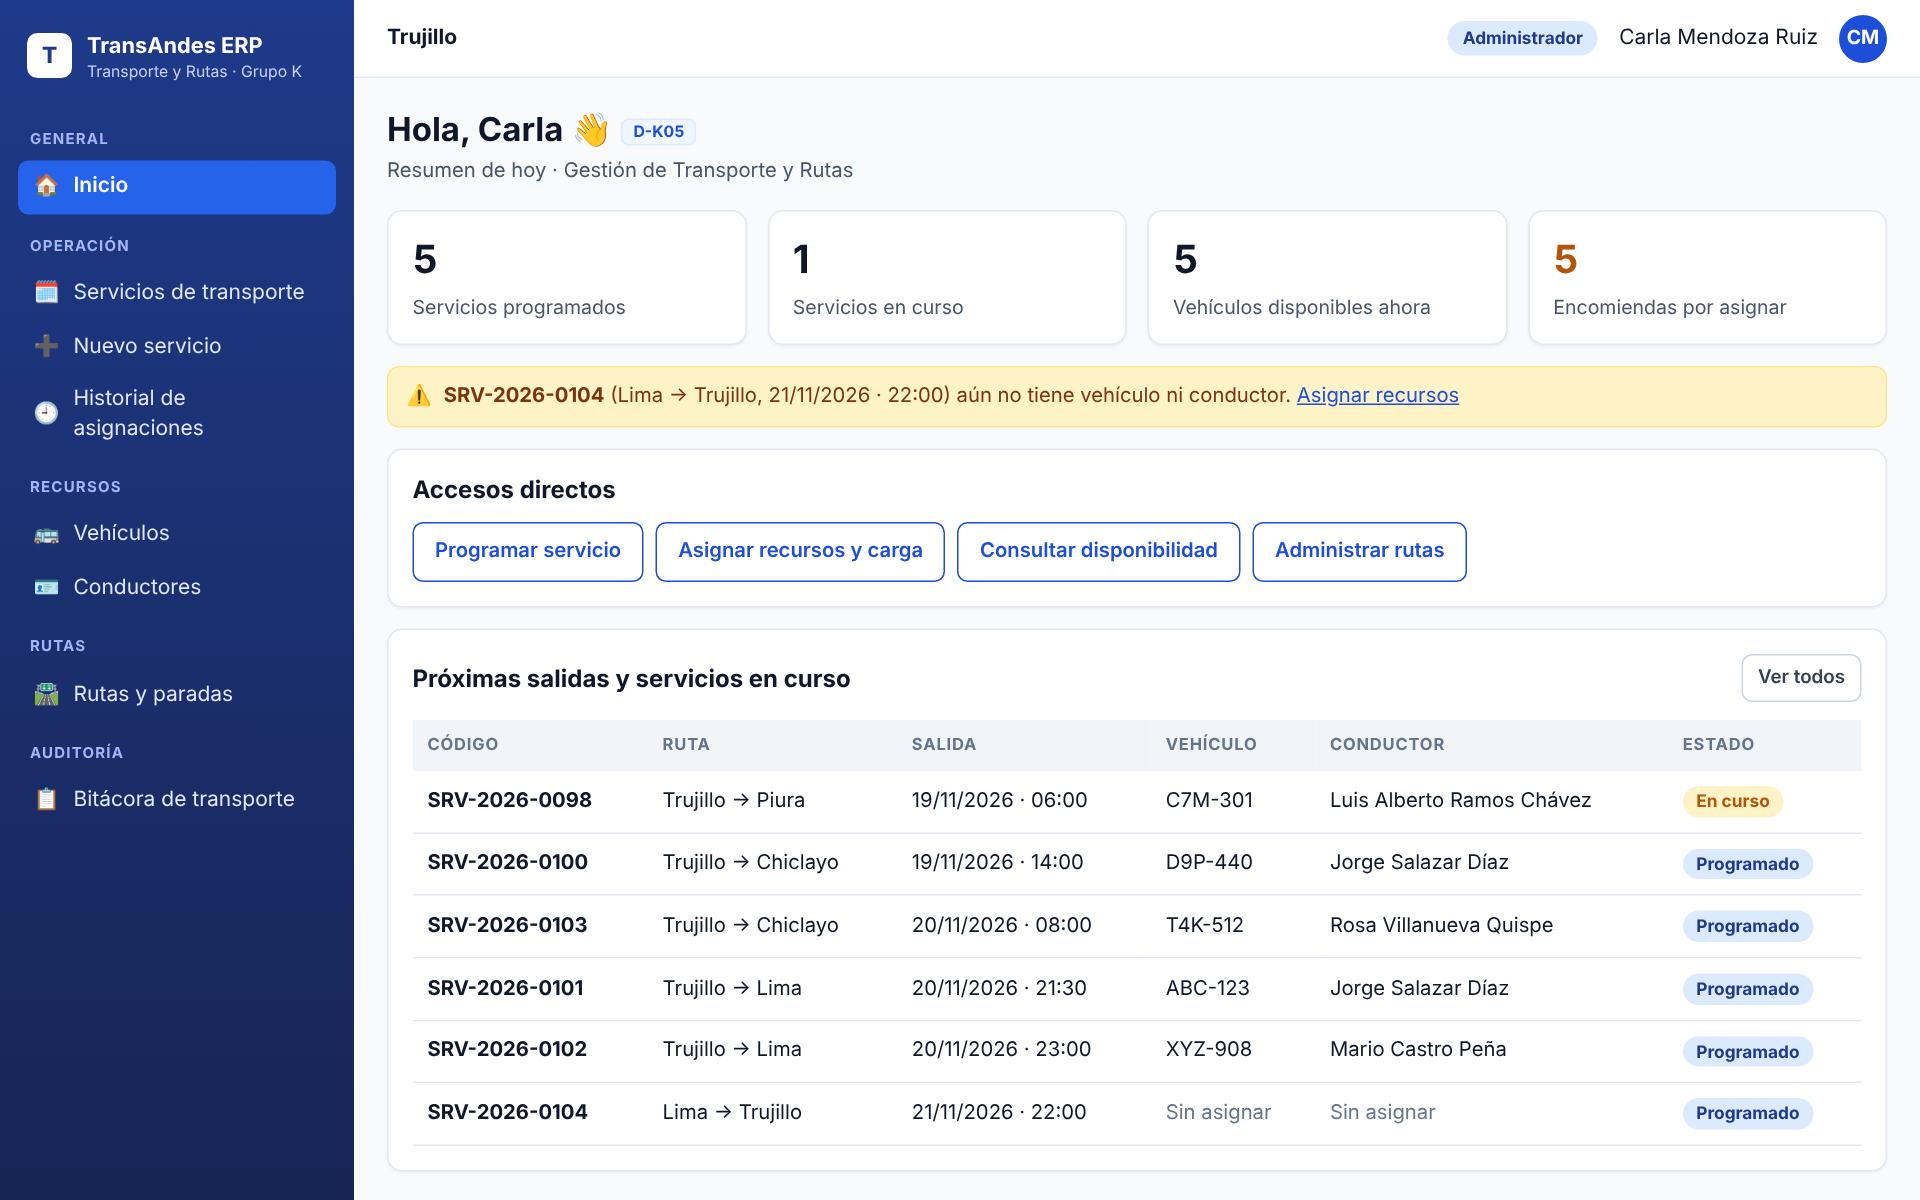 T
TransAndes ERP
Transporte y Rutas · Grupo K
GENERAL
Inicio
OPERACIÓN
Servicios de transporte
Nuevo servicio
Historial de
asignaciones
RECURSOS
Vehículos
Conductores
RUTAS
Rutas y paradas
AUDITORÍA
Bitácora de transporte
Trujillo
Administrador
Carla Mendoza Ruiz
CM
Hola, Carla 👋 D-K05
Resumen de hoy · Gestión de Transporte y Rutas
5
Servicios programados
1
Servicios en curso
5
Vehículos disponibles ahora
5
Encomiendas por asignar
⚠️ SRV-2026-0104 (Lima → Trujillo, 21/11/2026 · 22:00) aún no tiene vehículo ni conductor. Asignar recursos
Accesos directos
Programar servicio
Asignar recursos y carga
Consultar disponibilidad
Administrar rutas
Próximas salidas y servicios en curso
Ver todos
CÓDIGO RUTA SALIDA VEHÍCULO CONDUCTOR ESTADO
SRV-2026-0098 Trujillo → Piura 19/11/2026 · 06:00 C7M-301 Luis Alberto Ramos Chávez En curso
SRV-2026-0100 Trujillo → Chiclayo 19/11/2026 · 14:00 D9P-440 Jorge Salazar Díaz Programado
SRV-2026-0103 Trujillo → Chiclayo 20/11/2026 · 08:00 T4K-512 Rosa Villanueva Quispe Programado
SRV-2026-0101 Trujillo → Lima 20/11/2026 · 21:30 ABC-123 Jorge Salazar Díaz Programado
SRV-2026-0102 Trujillo → Lima 20/11/2026 · 23:00 XYZ-908 Mario Castro Peña Programado
SRV-2026-0104 Lima → Trujillo 21/11/2026 · 22:00 Sin asignar Sin asignar Programado